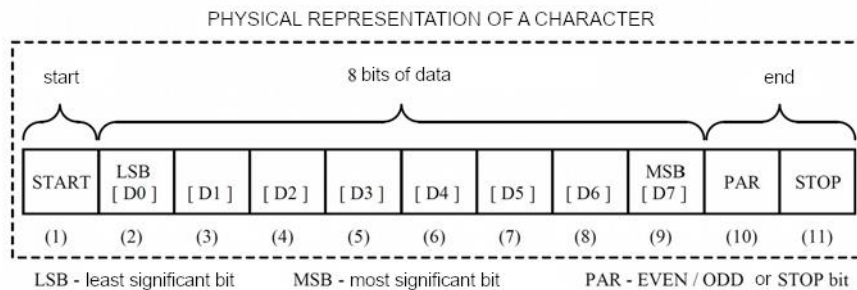 PHYSICAL REPRESENTATION OF A CHARACTER
start 8 bits of data end
START LSB [ D0 ] [ D1 ] [ D2 ] [ D3 ] [ D4 ] [ D5 ] [ D6 ] MSB [ D7 ] PAR STOP
(1) (2) (3) (4) (5) (6) (7) (8) (9) (10) (11)
LSB - least significant bit MSB - most significant bit PAR - EVEN / ODD or STOP bit